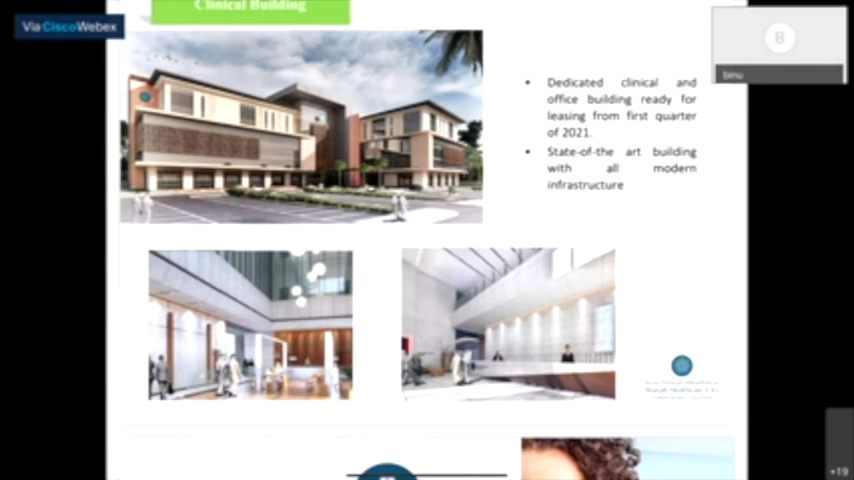 Clinical Building
Via Cisco Webex
B
binu
• Dedicated clinical and
office building ready for
leasing from first quarter
of 2021.
• State-of-the art building
with all modern
infrastructure
+19